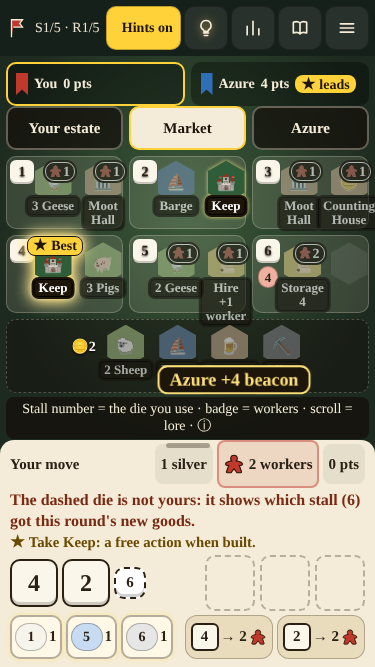 S1/5 · R1/5
Hints on
You 0 pts
Azure 4 pts ★ leads
Your estate
Market
Azure
1
1
1
3 Geese
Moot Hall
2
Barge
Keep
3
1
1
Moot Hall
Counting House
4
★ Best
Keep
3 Pigs
5
1
1
2 Geese
Hire +1 worker
6
2
4
Storage 4
2
2 Sheep
Azure +4 beacon
Stall number = the die you use · badge = workers · scroll =
lore · ⓘ
Your move
1 silver
2 workers
0 pts
The dashed die is not yours: it shows which stall (6)
got this round's new goods.
★ Take Keep: a free action when built.
4
2
6
1 1
5 1
6 1
4 → 2
2 → 2